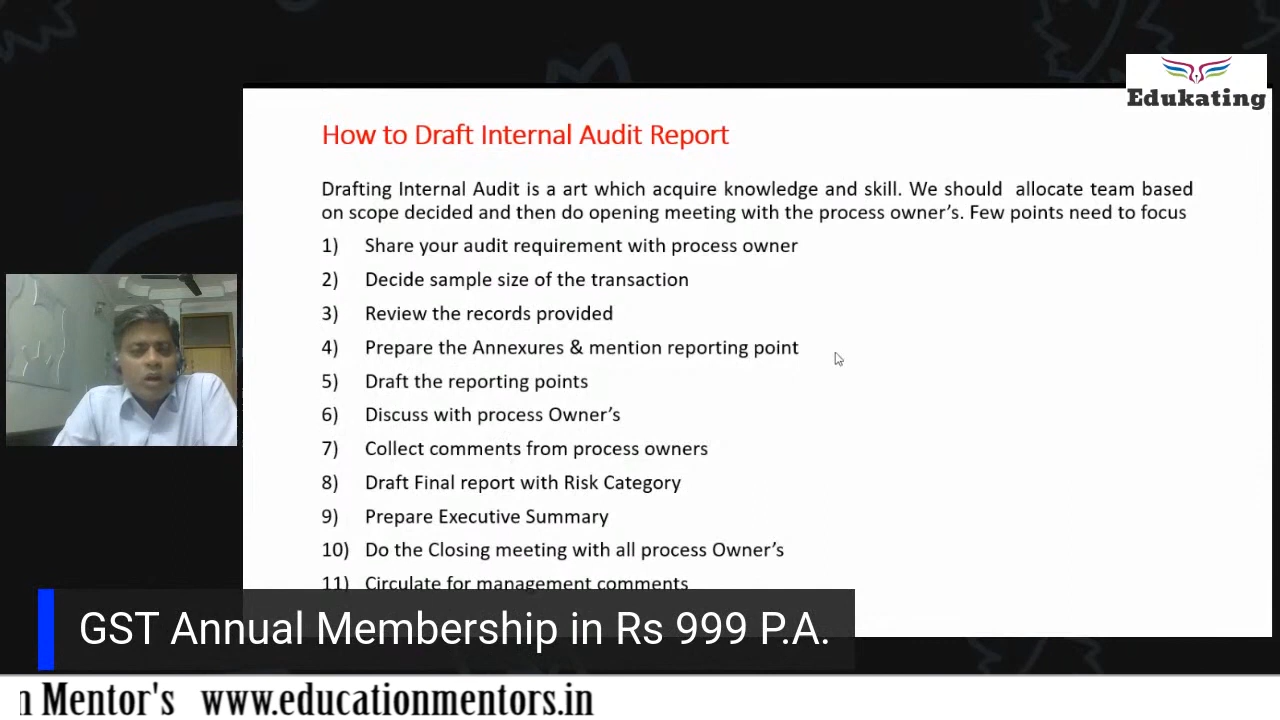 Edukating
How to Draft Internal Audit Report
Drafting Internal Audit is a art which acquire knowledge and skill. We should allocate team based
on scope decided and then do opening meeting with the process owner's. Few points need to focus
1) Share your audit requirement with process owner
2) Decide sample size of the transaction
3) Review the records provided
4) Prepare the Annexures & mention reporting point
5) Draft the reporting points
6) Discuss with process Owner's
7) Collect comments from process owners
8) Draft Final report with Risk Category
9) Prepare Executive Summary
10) Do the Closing meeting with all process Owner's
11) Circulate for management comments
GST Annual Membership in Rs 999 P.A.
n Mentor's www.educationmentors.in